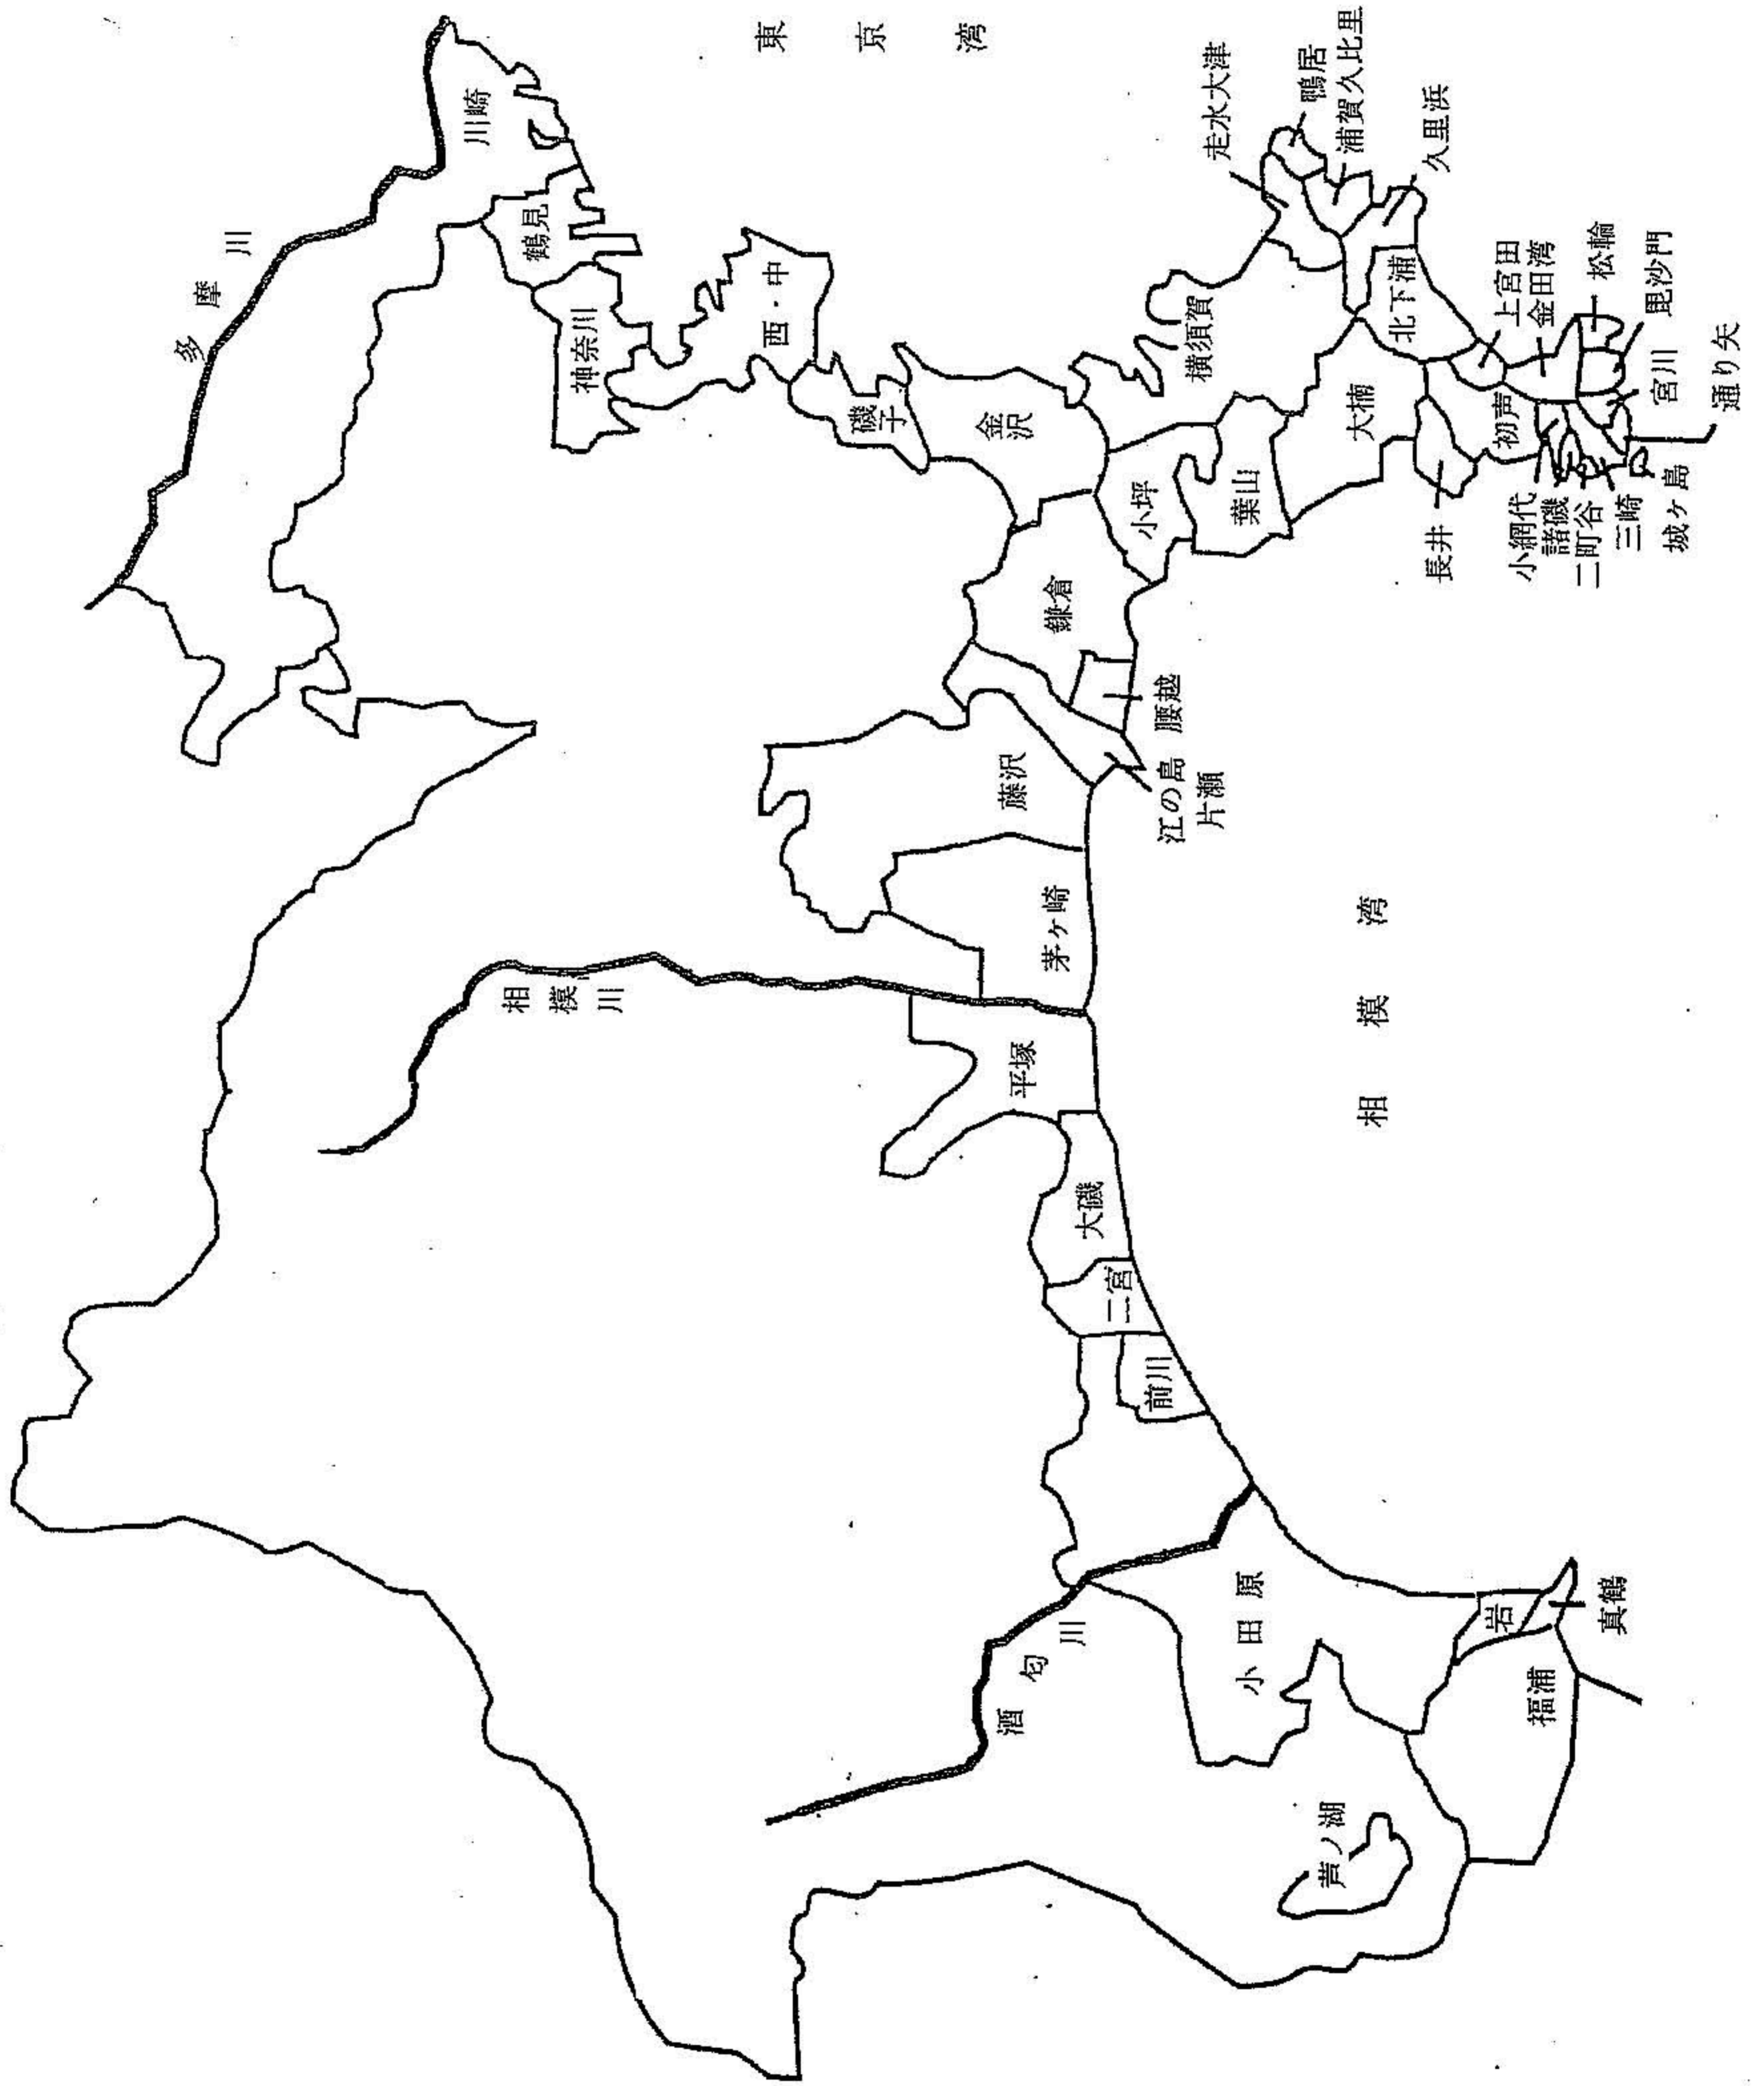 多摩川
川崎
鶴見
神奈川
西・中
磯子
金沢
東京湾
横須賀
走水大津
鴨居
浦賀久比里
久里浜
北下浦
上宮田
金田湾
松輪
毘沙門
宮川
通り矢
城ヶ島
三崎
二町谷
諸磯
小網代
初声
長井
大楠
葉山
小坪
鎌倉
腰越
江の島
片瀬
藤沢
茅ヶ崎
相模川
平塚
大磯
二宮
前川
相模湾
酒匂川
小田原
岩
真鶴
福浦
芦ノ湖